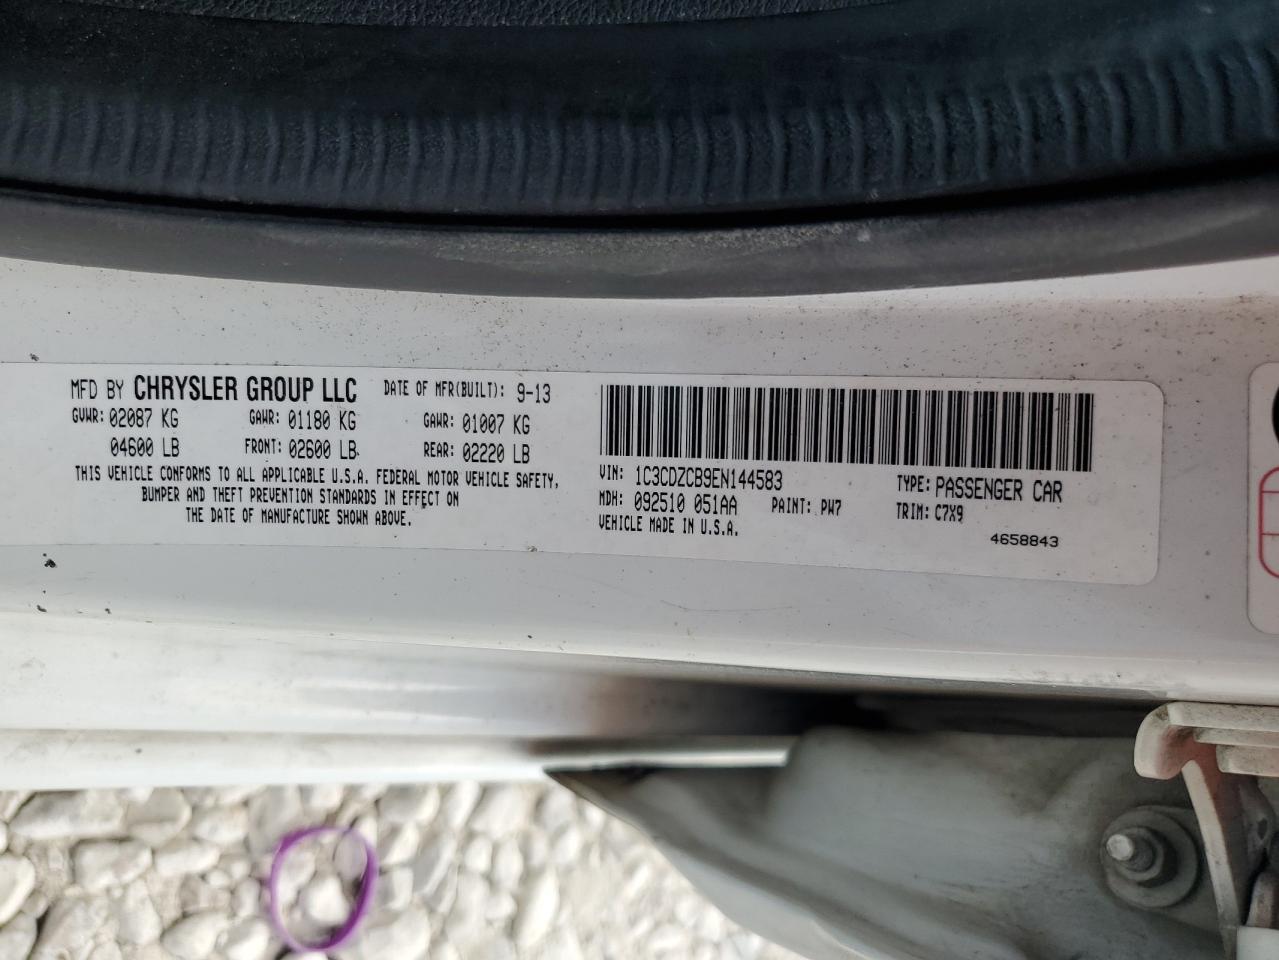 MFD BY CHRYSLER GROUP LLC DATE OF MFR(BUILT): 9-13
GVWR: 02087 KG GAWR: 01180 KG GAWR: 01007 KG
04600 LB FRONT: 02600 LB REAR: 02220 LB
THIS VEHICLE CONFORMS TO ALL APPLICABLE U.S.A. FEDERAL MOTOR VEHICLE SAFETY,
BUMPER AND THEFT PREVENTION STANDARDS IN EFFECT ON
THE DATE OF MANUFACTURE SHOWN ABOVE.
VIN: 1C3CDZCB9EN144583 TYPE: PASSENGER CAR
MDH: 092510 051AA PAINT: PW7 TRIM: C7X9
VEHICLE MADE IN U.S.A.
4658843